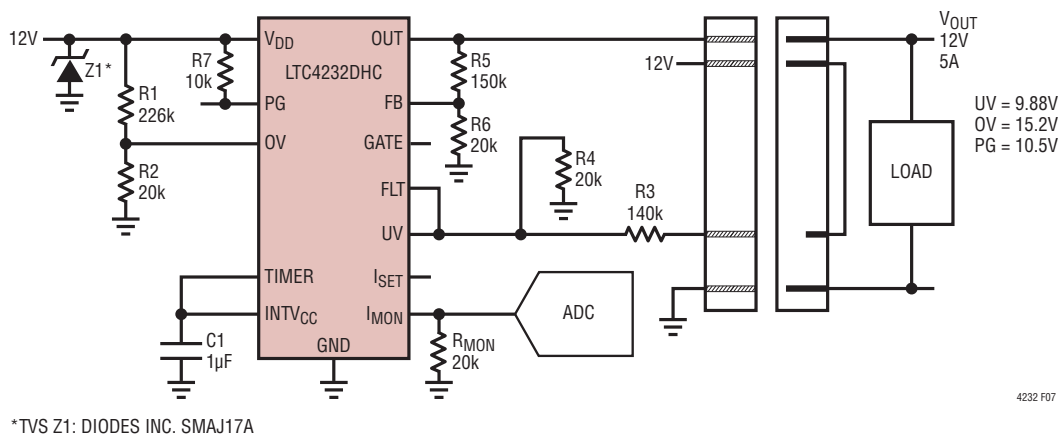 12V
Z1*
R1
226k
R2
20k
R7
10k
VDD
OUT
LTC4232DHC
PG
FB
OV
GATE
FLT
UV
TIMER
ISET
INTVCC
IMON
GND
C1
1µF
R5
150k
R6
20k
R4
20k
R3
140k
RMON
20k
ADC
12V
VOUT
12V
5A
LOAD
UV = 9.88V
OV = 15.2V
PG = 10.5V
4232 F07
*TVS Z1: DIODES INC. SMAJ17A